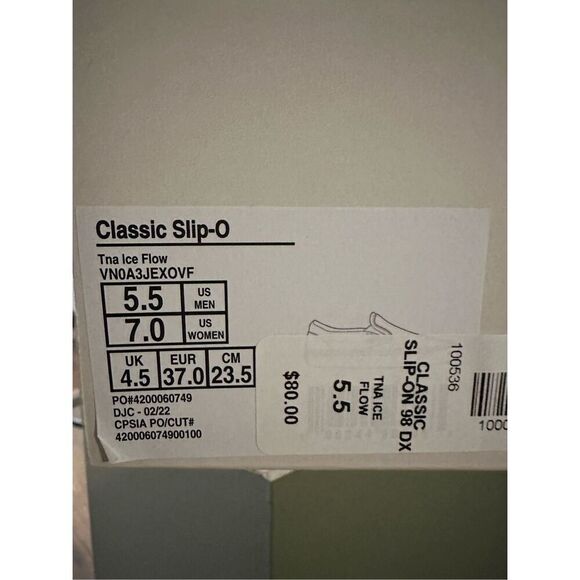 Classic Slip-O
Tna Ice Flow
VN0A3JEXOVF
5.5 US MEN
7.0 US WOMEN
UK EUR CM
4.5 37.0 23.5
PO#4200060749
DJC - 02/22
CPSIA PO/CUT#
420006074900100
100536
CLASSIC
SLIP-ON 98 DX
TNA ICE
FLOW
5.5
$80.00